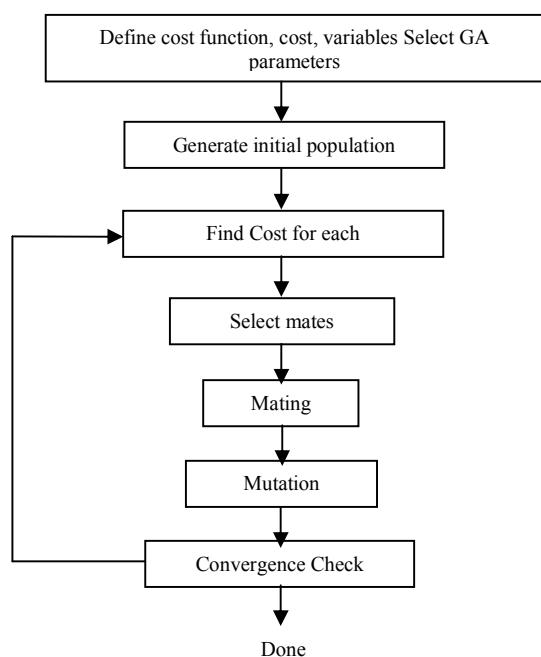 Define cost function, cost, variables Select GA
parameters
Generate initial population
Find Cost for each
Select mates
Mating
Mutation
Convergence Check
Done